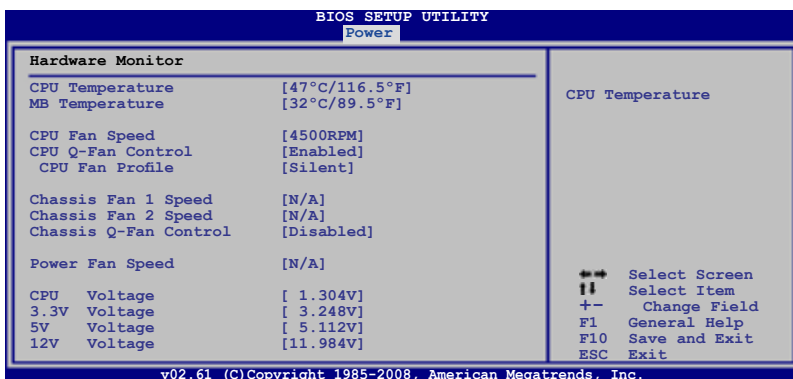 BIOS SETUP UTILITY
Power
Hardware Monitor
CPU Temperature [47°C/116.5°F]
MB Temperature [32°C/89.5°F]
CPU Fan Speed [4500RPM]
CPU Q-Fan Control [Enabled]
CPU Fan Profile [Silent]
Chassis Fan 1 Speed [N/A]
Chassis Fan 2 Speed [N/A]
Chassis Q-Fan Control [Disabled]
Power Fan Speed [N/A]
CPU Voltage [ 1.304V]
3.3V Voltage [ 3.248V]
5V Voltage [ 5.112V]
12V Voltage [11.984V]
CPU Temperature
←→ Select Screen
↑↓ Select Item
+- Change Field
F1 General Help
F10 Save and Exit
ESC Exit
v02.61 (C)Copyright 1985-2008, American Megatrends, Inc.